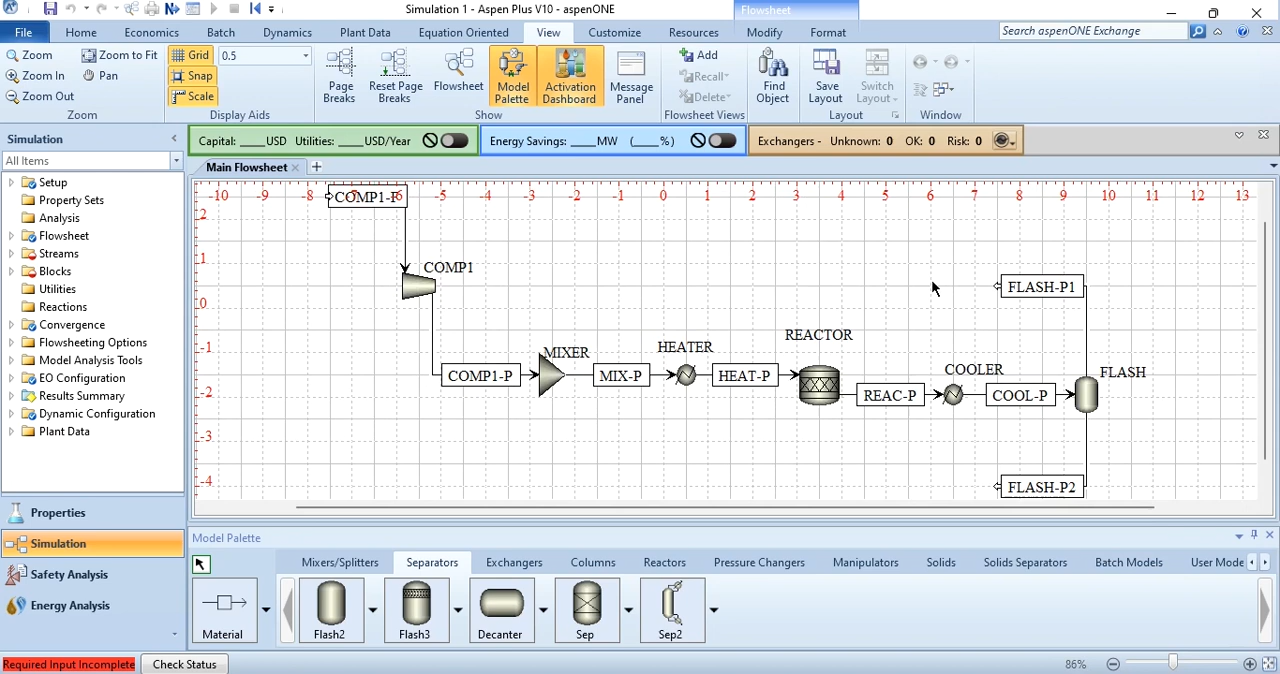 Simulation 1 - Aspen Plus V10 - aspenONE
Flowsheet
File Home Economics Batch Dynamics Plant Data Equation Oriented View Customize Resources Modify Format Search aspenONE Exchange
Zoom Zoom to Fit Grid 0.5 Add
Zoom In Pan Snap Recall
Zoom Out Scale Delete
Page Breaks
Reset Page Breaks
Flowsheet
Model Palette
Activation Dashboard
Message Panel
Find Object
Save Layout
Switch Layout
Zoom Display Aids Show Flowsheet Views Layout Window
Simulation
Capital: ____USD Utilities: ____USD/Year
Energy Savings: ____MW (____%)
Exchangers - Unknown: 0 OK: 0 Risk: 0
All Items
Main Flowsheet
Setup
Property Sets
Analysis
Flowsheet
Streams
Blocks
Utilities
Reactions
Convergence
Flowsheeting Options
Model Analysis Tools
EO Configuration
Results Summary
Dynamic Configuration
Plant Data
-10 -9 -8 -7 -6 -5 -4 -3 -2 -1 0 1 2 3 4 5 6 7 8 9 10 11 12 13
2
1
0
-1
-2
-3
-4
COMP1-F
COMP1
FLASH-P1
REACTOR
MIXER
HEATER
COOLER
FLASH
COMP1-P
MIX-P
HEAT-P
REAC-P
COOL-P
FLASH-P2
Properties
Simulation
Safety Analysis
Energy Analysis
Model Palette
Mixers/Splitters Separators Exchangers Columns Reactors Pressure Changers Manipulators Solids Solids Separators Batch Models User Mode
Material Flash2 Flash3 Decanter Sep Sep2
Required Input Incomplete Check Status 86%